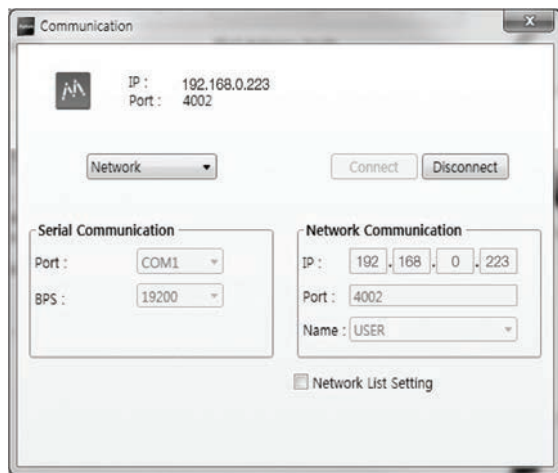 Communication
IP : 192.168.0.223
Port : 4002
Network Connect Disconnect
Serial Communication
Port : COM1
BPS : 19200
Network Communication
IP : 192 . 168 . 0 . 223
Port : 4002
Name : USER
Network List Setting